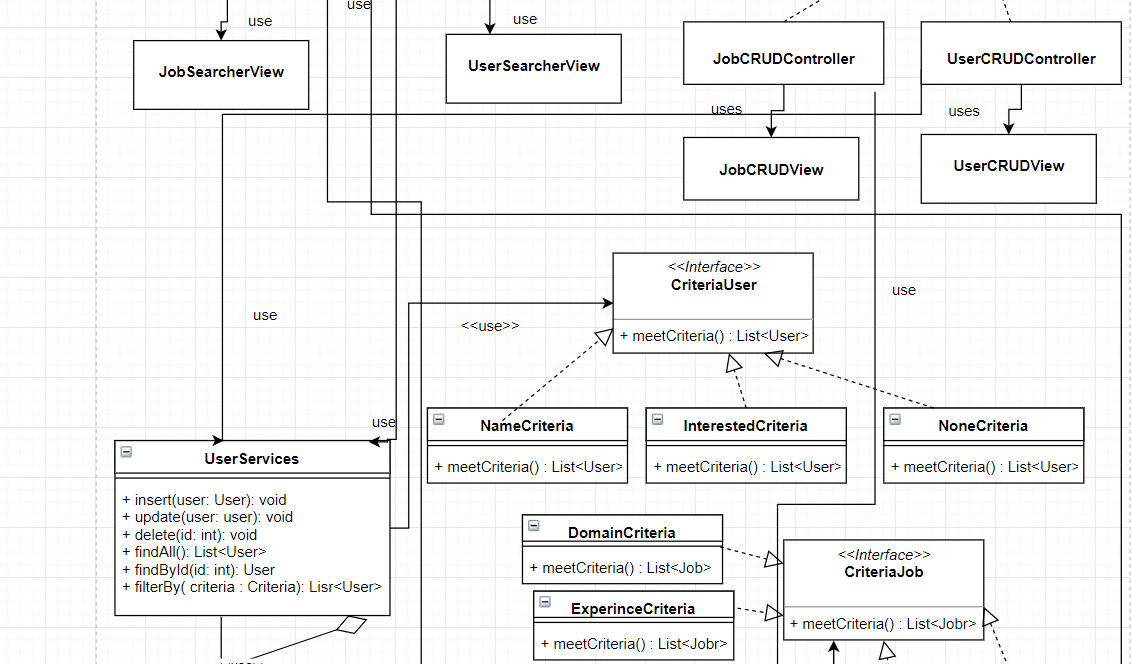 use
use
use
JobSearcherView
UserSearcherView
JobCRUDController
UserCRUDController
uses
uses
JobCRUDView
UserCRUDView
<<Interface>>
CriteriaUser
+ meetCriteria() : List<User>
use
use
<<use>>
use
NameCriteria
+ meetCriteria() : List<User>
InterestedCriteria
+ meetCriteria() : List<User>
NoneCriteria
+ meetCriteria() : List<User>
UserServices
+ insert(user: User): void
+ update(user: user): void
+ delete(id: int): void
+ findAll(): List<User>
+ findById(id: int): User
+ filterBy( criteria : Criteria): Lisr<User>
DomainCriteria
+ meetCriteria() : List<Job>
ExperinceCriteria
+ meetCriteria() : List<Jobr>
<<Interface>>
CriteriaJob
+ meetCriteria() : List<Jobr>